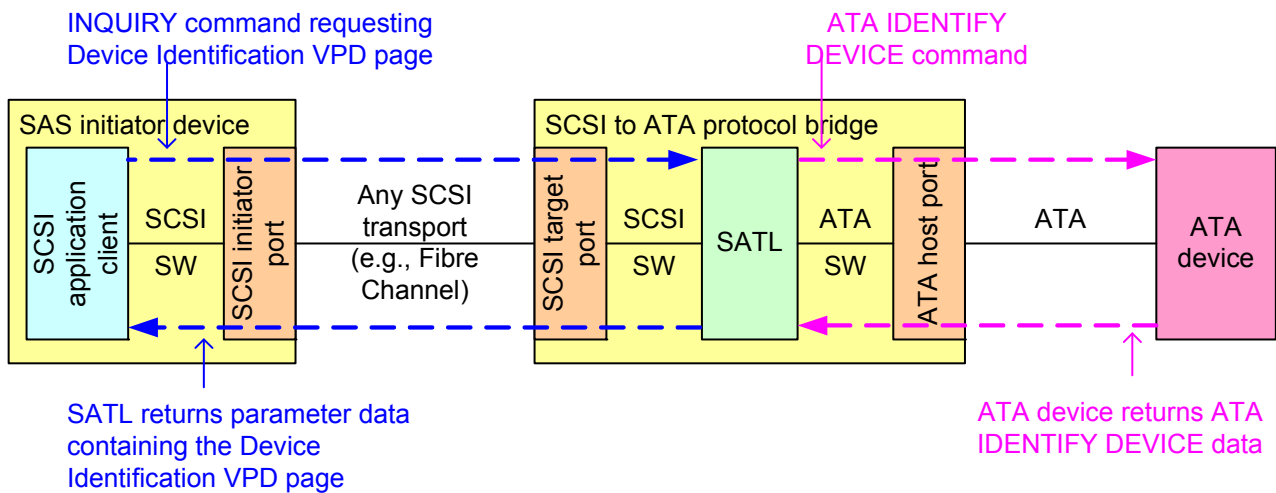 INQUIRY command requesting
Device Identification VPD page
ATA IDENTIFY
DEVICE command
SAS initiator device
SCSI to ATA protocol bridge
SCSI
application
client
SCSI
SW
SCSI initiator
port
Any SCSI
transport
(e.g., Fibre
Channel)
SCSI target
port
SCSI
SW
SATL
ATA
SW
ATA host port
ATA
ATA
device
SATL returns parameter data
containing the Device
Identification VPD page
ATA device returns ATA
IDENTIFY DEVICE data